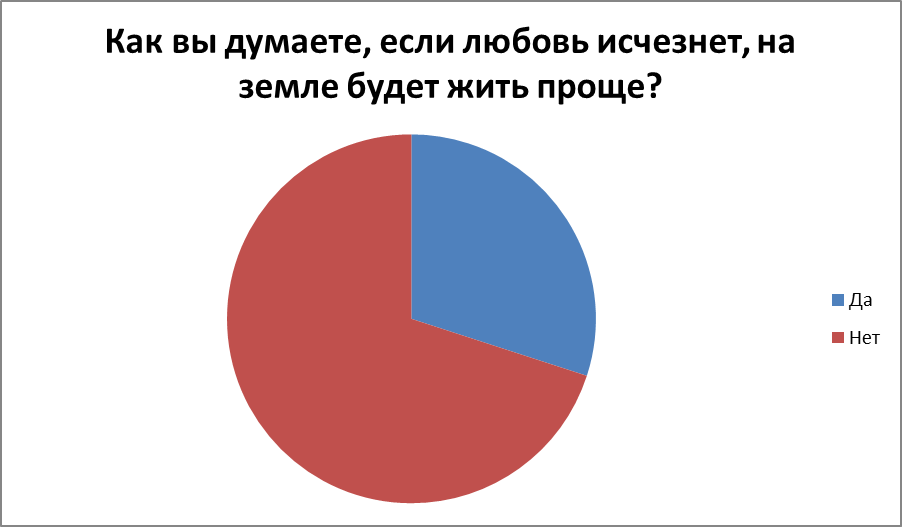 Как вы думаете, если любовь исчезнет, на
земле будет жить проще?
Да
Нет